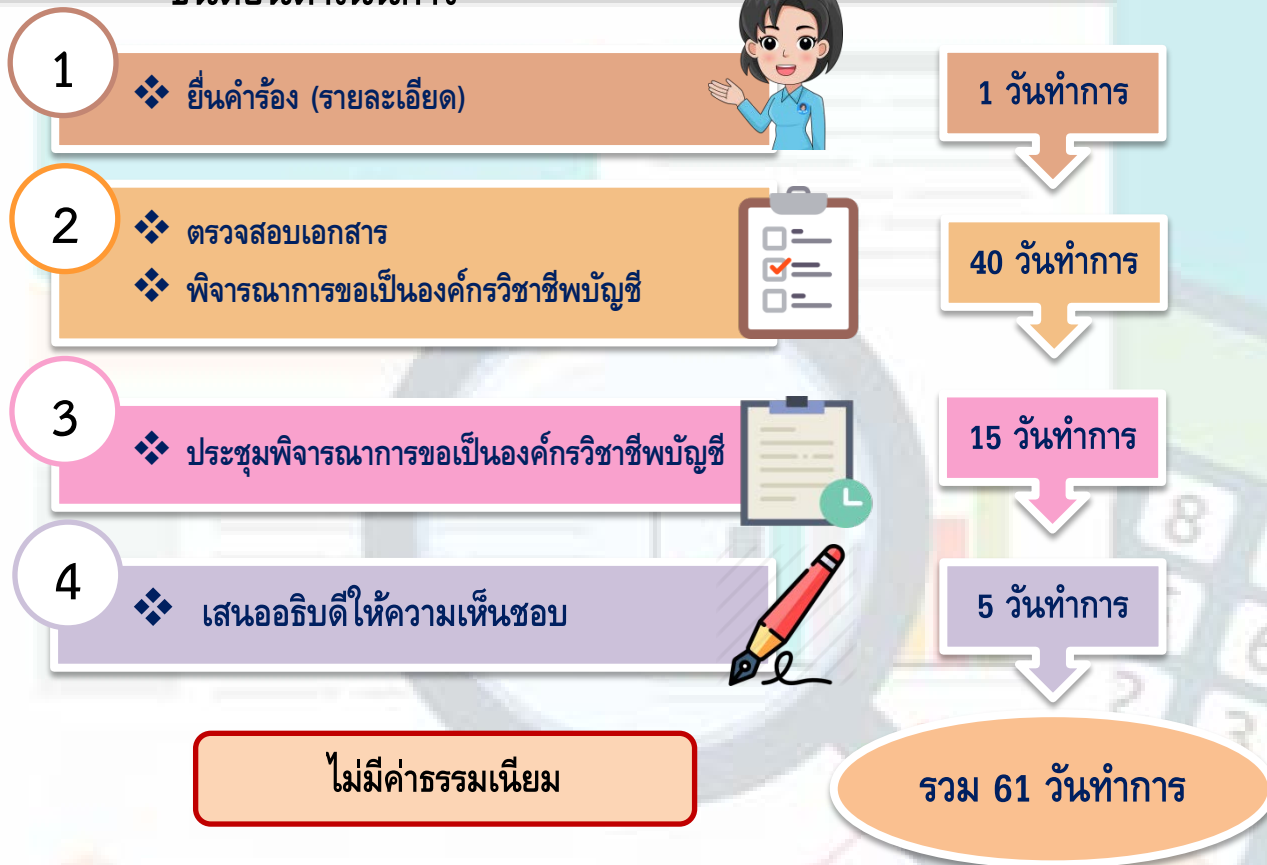 1
❖ ยื่นคำร้อง (รายละเอียด)
1 วันทำการ
2
❖ ตรวจสอบเอกสาร
❖ พิจารณาการขอเป็นองค์กรวิชาชีพบัญชี
40 วันทำการ
3
❖ ประชุมพิจารณาการขอเป็นองค์กรวิชาชีพบัญชี
15 วันทำการ
4
❖ เสนออธิบดีให้ความเห็นชอบ
5 วันทำการ
ไม่มีค่าธรรมเนียม
รวม 61 วันทำการ